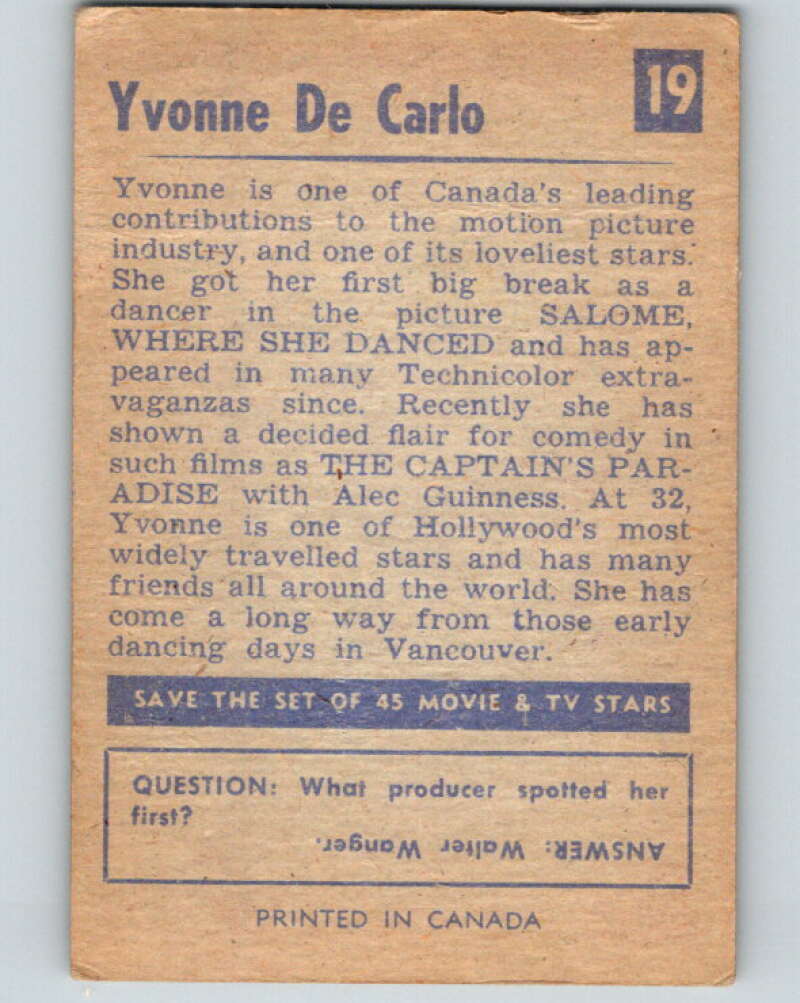 Yvonne De Carlo
19
Yvonne is one of Canada's leading
contributions to the motion picture
industry, and one of its loveliest stars.
She got her first big break as a
dancer in the picture SALOME,
WHERE SHE DANCED and has ap-
peared in many Technicolor extra-
vaganzas since. Recently she has
shown a decided flair for comedy in
such films as THE CAPTAIN'S PAR-
ADISE with Alec Guinness. At 32,
Yvonne is one of Hollywood's most
widely travelled stars and has many
friends all around the world. She has
come a long way from those early
dancing days in Vancouver.
SAVE THE SET OF 45 MOVIE & TV STARS
QUESTION: What producer spotted her
first?
ANSWER: Walter Wanger.
PRINTED IN CANADA